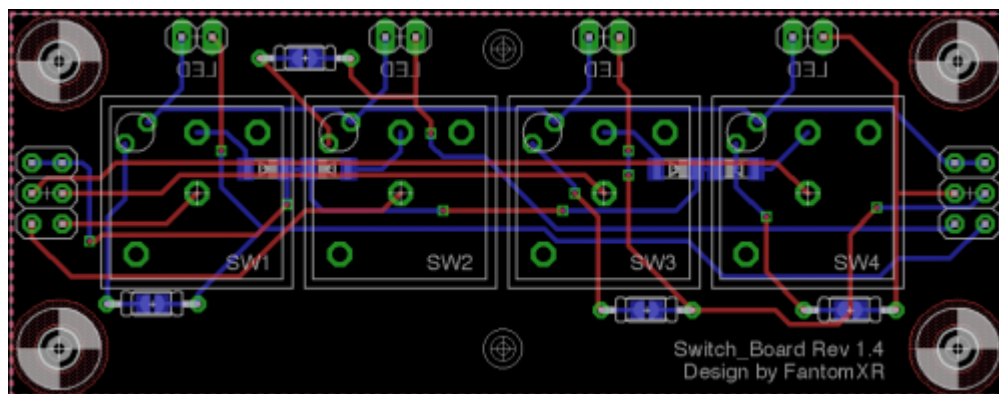 LED LED LED LED
SW1 SW2 SW3 SW4
Switch_Board Rev 1.4
Design by FantomXR